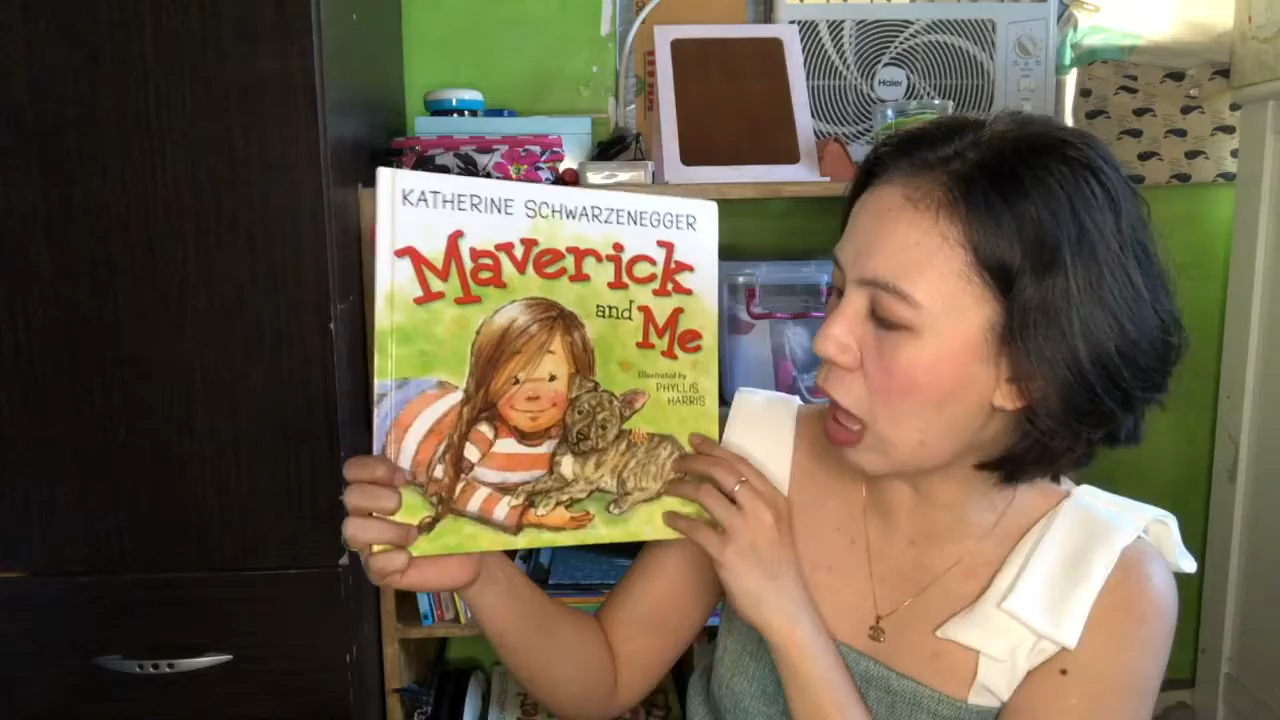 KATHERINE SCHWARZENEGGER
Maverick
and
Me
Illustrated by
PHYLLIS
HARRIS
Haier